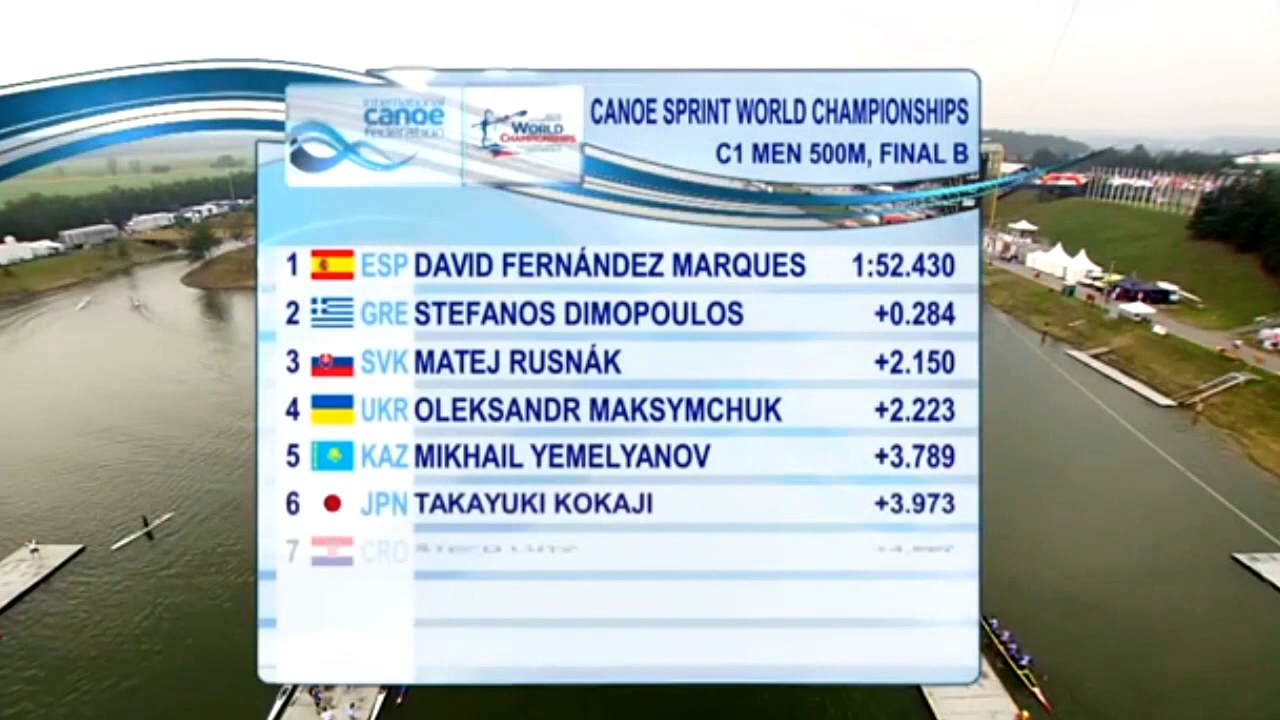 international
canoe
federation
WORLD
CHAMPIONSHIPS
CANOE SPRINT WORLD CHAMPIONSHIPS
C1 MEN 500M, FINAL B
1 ESP DAVID FERNÁNDEZ MARQUES 1:52.430
2 GRE STEFANOS DIMOPOULOS +0.284
3 SVK MATEJ RUSNÁK +2.150
4 UKR OLEKSANDR MAKSYMCHUK +2.223
5 KAZ MIKHAIL YEMELYANOV +3.789
6 JPN TAKAYUKI KOKAJI +3.973
7 CRO